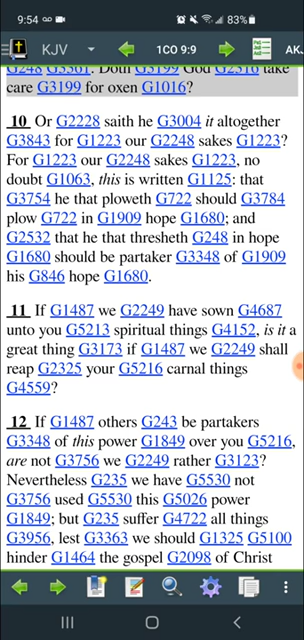 9:54 83%
KJV 1CO 9:9 AK
G248 G3361. Doth G3199 God G2316 take
care G3199 for oxen G1016?
10 Or G2228 saith he G3004 it altogether
G3843 for G1223 our G2248 sakes G1223?
For G1223 our G2248 sakes G1223, no
doubt G1063, this is written G1125: that
G3754 he that ploweth G722 should G3784
plow G722 in G1909 hope G1680; and
G2532 that he that thresheth G248 in hope
G1680 should be partaker G3348 of G1909
his G846 hope G1680.
11 If G1487 we G2249 have sown G4687
unto you G5213 spiritual things G4152, is it a
great thing G3173 if G1487 we G2249 shall
reap G2325 your G5216 carnal things
G4559?
12 If G1487 others G243 be partakers
G3348 of this power G1849 over you G5216,
are not G3756 we G2249 rather G3123?
Nevertheless G235 we have G5530 not
G3756 used G5530 this G5026 power
G1849; but G235 suffer G4722 all things
G3956, lest G3363 we should G1325 G5100
hinder G1464 the gospel G2098 of Christ